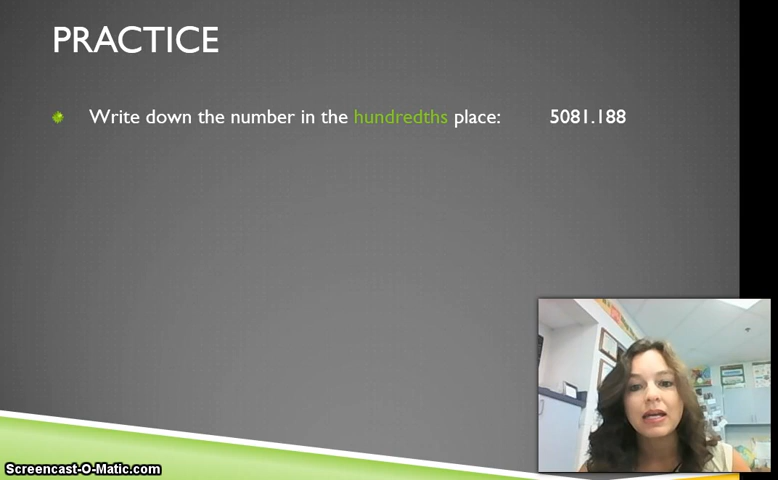 PRACTICE
Write down the number in the hundredths place: 5081.188
Screencast-O-Matic.com